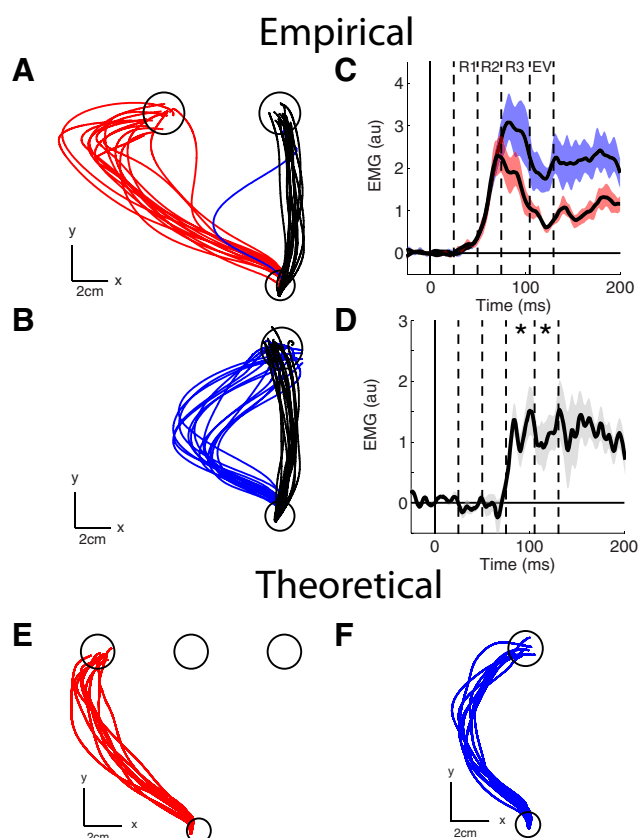 Empirical
A
y
x
2cm
C
R1 R2 R3 EV
EMG (au)
4
3
2
1
0
0
100
200
Time (ms)
B
y
x
2cm
D
* *
EMG (au)
3
2
1
0
0
100
200
Time (ms)
Theoretical
E
y
x
2cm
F
y
x
2cm